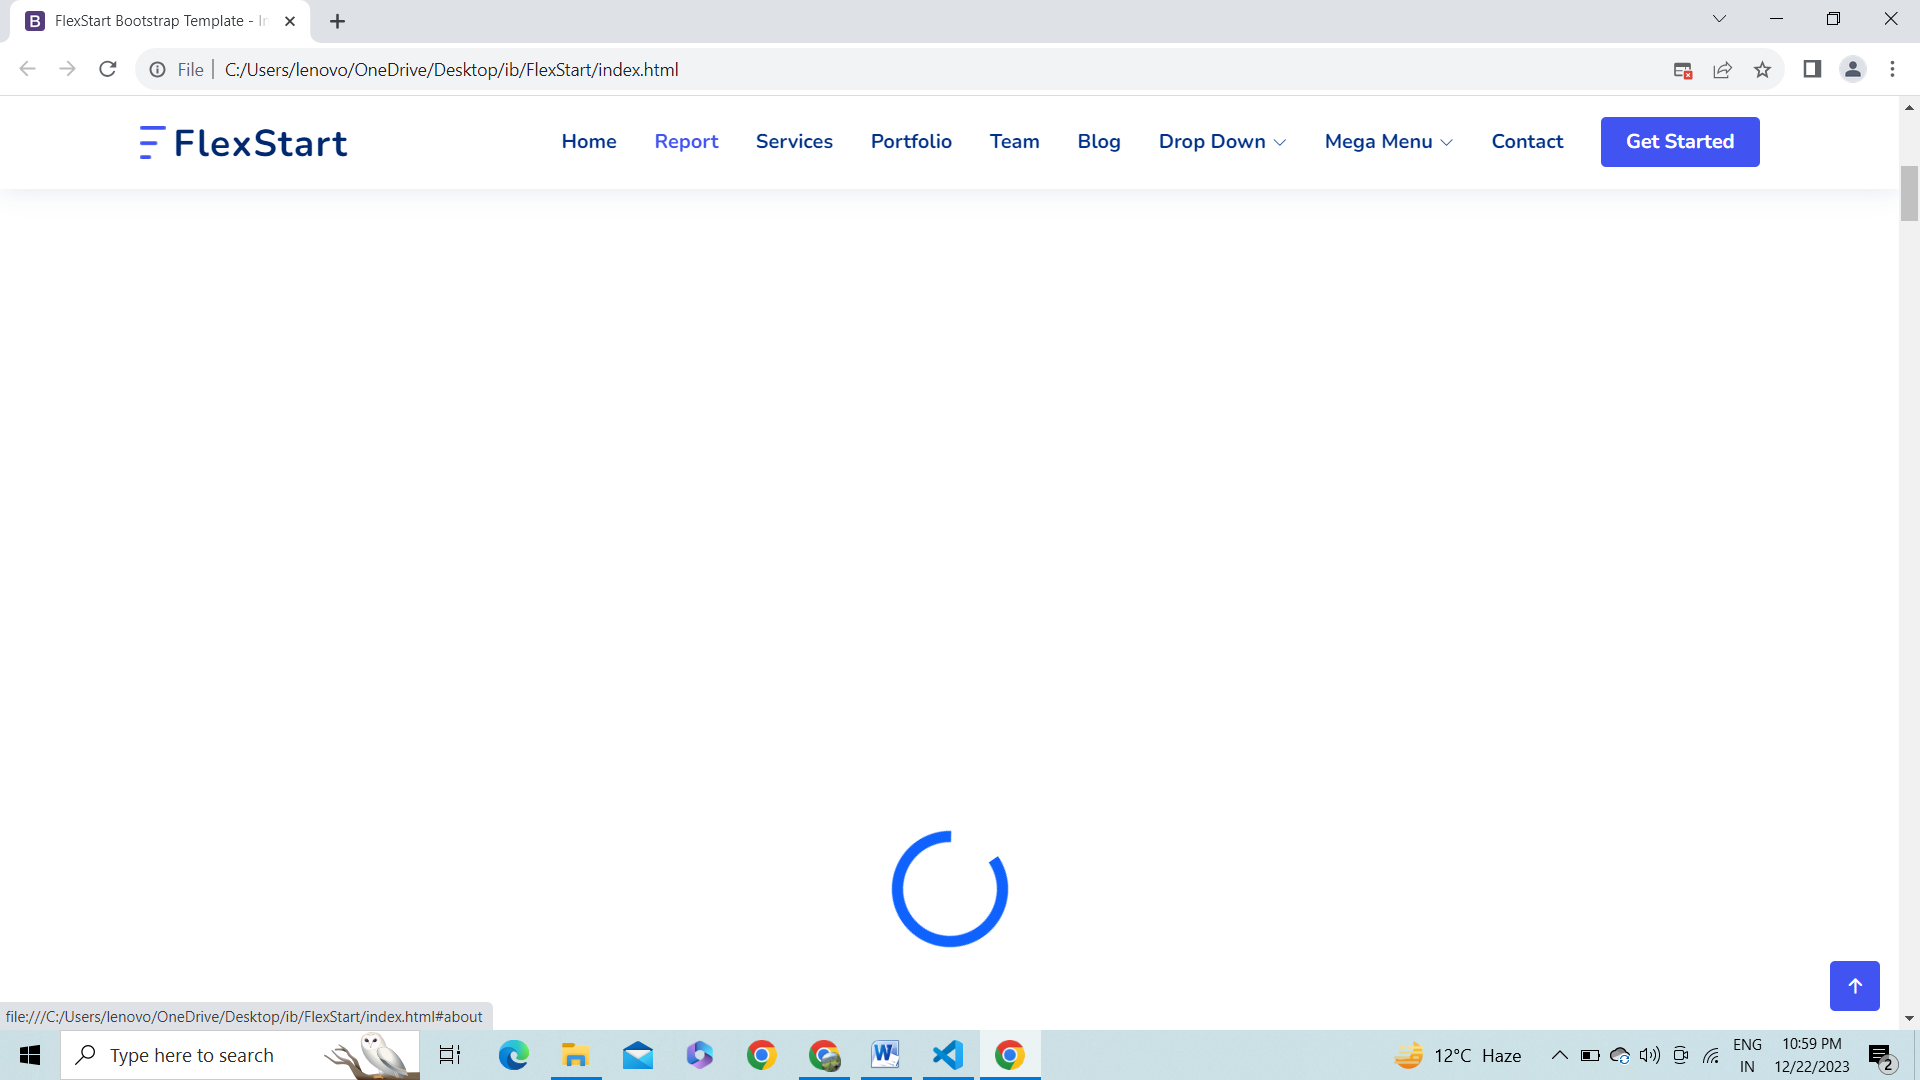 FlexStart Bootstrap Template - In
File
C:/Users/lenovo/OneDrive/Desktop/ib/FlexStart/index.html
FlexStart
Home Report Services Portfolio Team Blog Drop Down Mega Menu Contact Get Started
file:///C:/Users/lenovo/OneDrive/Desktop/ib/FlexStart/index.html#about
Type here to search
12°C Haze
ENG
IN
10:59 PM
12/22/2023
2